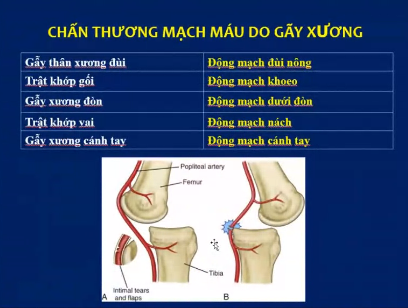 CHẤN THƯƠNG MẠCH MÁU DO GÃY XƯƠNG
Gẫy thân xương đùi Động mạch đùi nông
Trật khớp gối Động mạch khoeo
Gẫy xương đòn Động mạch dưới đòn
Trật khớp vai Động mạch nách
Gẫy xương cánh tay Động mạch cánh tay
Popliteal artery
Femur
Tibia
Intimal tears
and flaps
A B